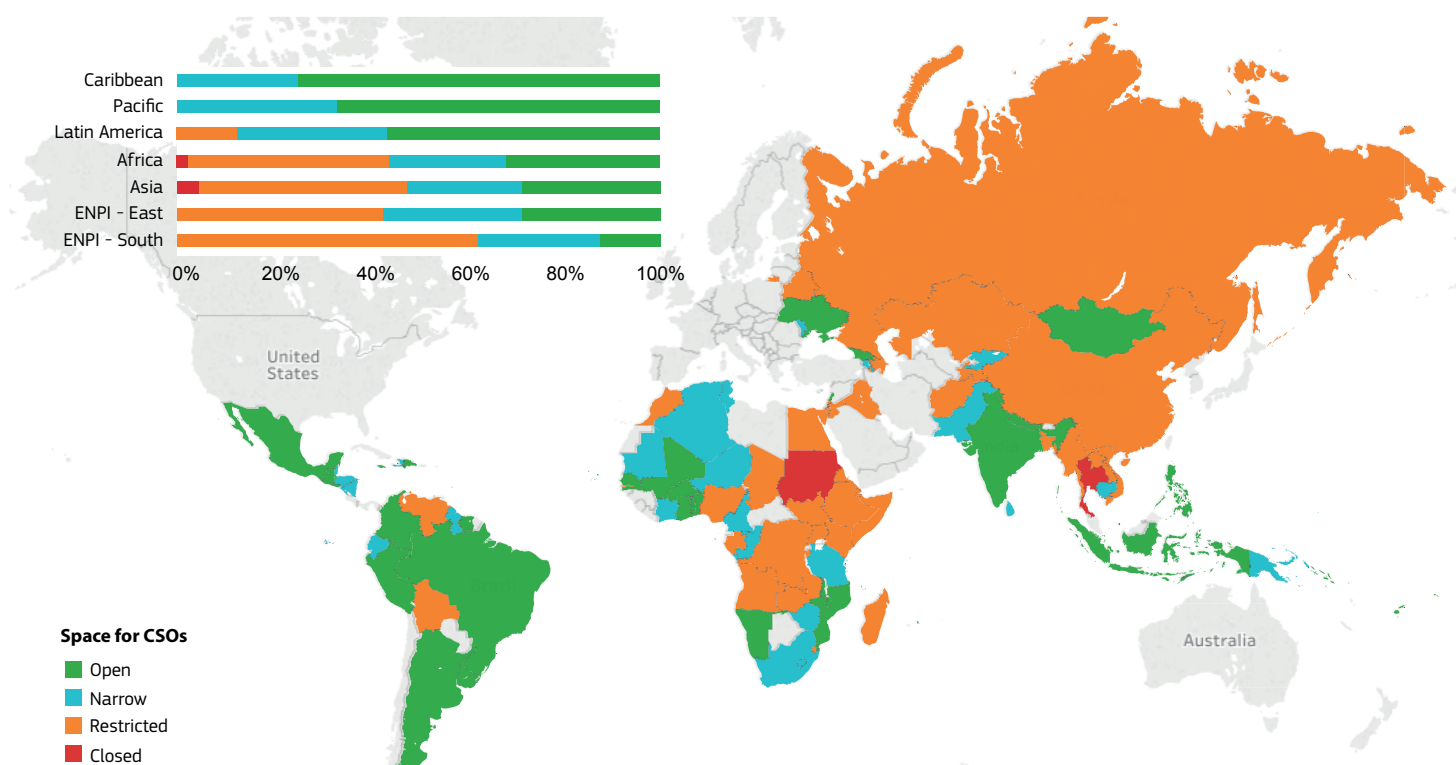 Caribbean
Pacific
Latin America
Africa
Asia
ENPI - East
ENPI - South
0%
20%
40%
60%
80%
100%
United
States
Australia
Space for CSOs
Open
Narrow
Restricted
Closed